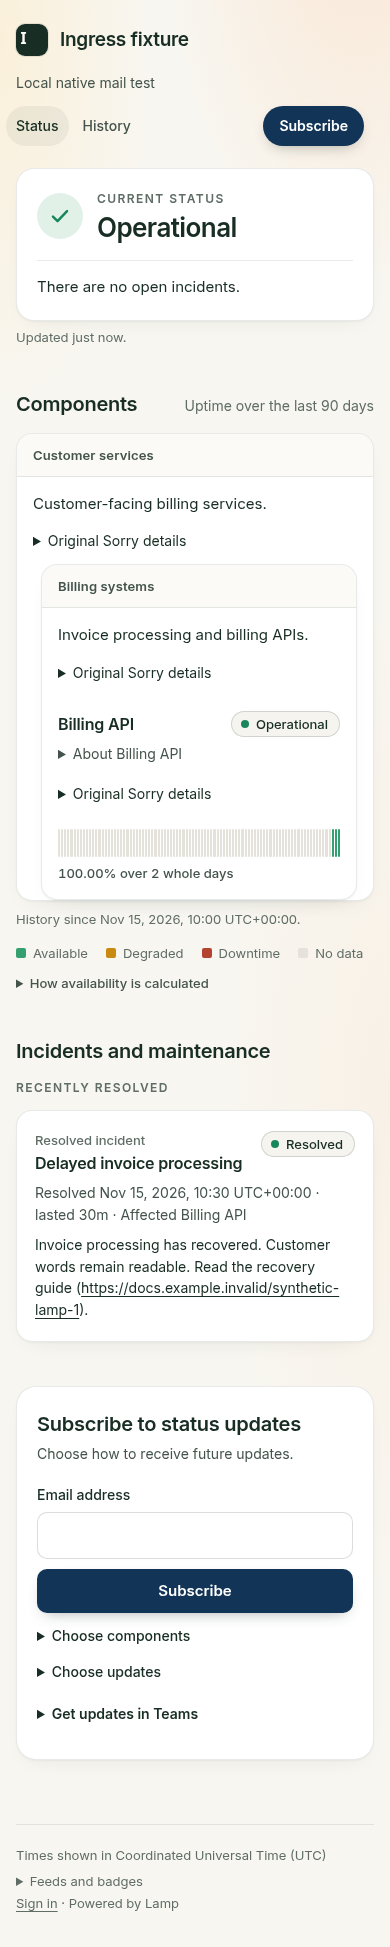 I
Ingress fixture
Local native mail test
Status
History
Subscribe
CURRENT STATUS
Operational
There are no open incidents.
Updated just now.
Components
Uptime over the last 90 days
Customer services
Customer-facing billing services.
Original Sorry details
Billing systems
Invoice processing and billing APIs.
Original Sorry details
Billing API
Operational
About Billing API
Original Sorry details
100.00% over 2 whole days
History since Nov 15, 2026, 10:00 UTC+00:00.
Available
Degraded
Downtime
No data
How availability is calculated
Incidents and maintenance
RECENTLY RESOLVED
Resolved incident
Resolved
Delayed invoice processing
Resolved Nov 15, 2026, 10:30 UTC+00:00 ·
lasted 30m · Affected Billing API
Invoice processing has recovered. Customer
words remain readable. Read the recovery
guide (https://docs.example.invalid/synthetic-
lamp-1).
Subscribe to status updates
Choose how to receive future updates.
Email address
Subscribe
Choose components
Choose updates
Get updates in Teams
Times shown in Coordinated Universal Time (UTC)
Feeds and badges
Sign in · Powered by Lamp